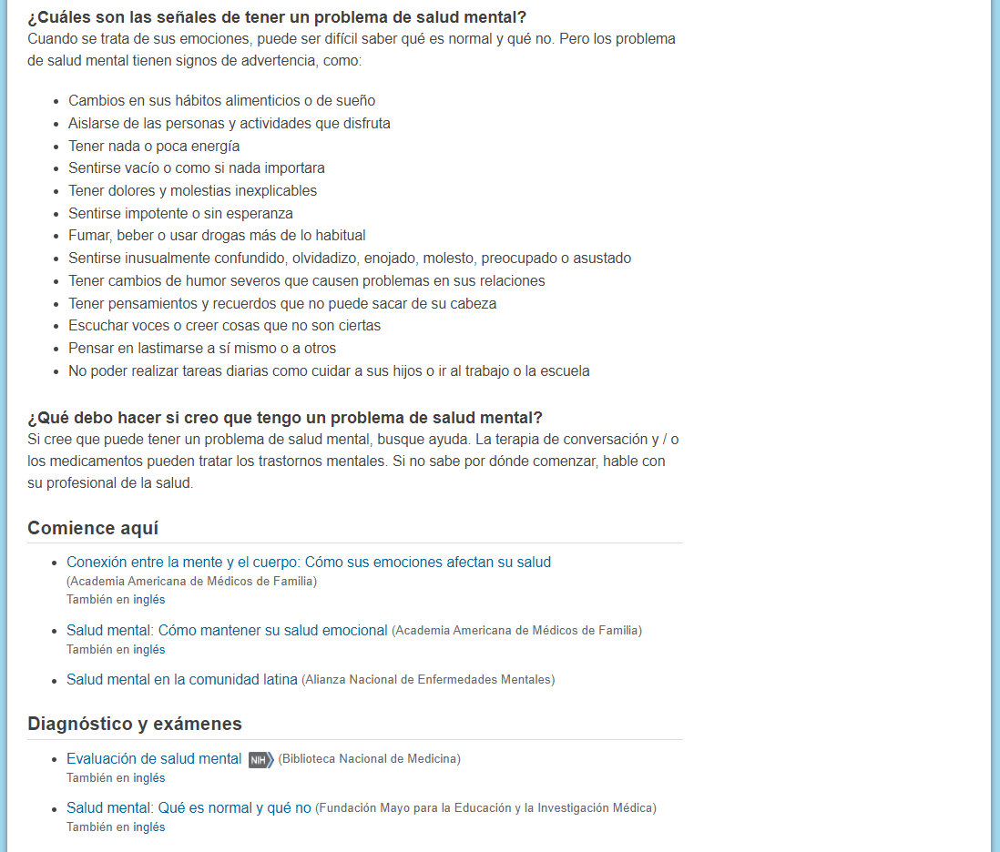 ¿Cuáles son las señales de tener un problema de salud mental?
Cuando se trata de sus emociones, puede ser difícil saber qué es normal y qué no. Pero los problema
de salud mental tienen signos de advertencia, como:
• Cambios en sus hábitos alimenticios o de sueño
• Aislarse de las personas y actividades que disfruta
• Tener nada o poca energía
• Sentirse vacío o como si nada importara
• Tener dolores y molestias inexplicables
• Sentirse impotente o sin esperanza
• Fumar, beber o usar drogas más de lo habitual
• Sentirse inusualmente confundido, olvidadizo, enojado, molesto, preocupado o asustado
• Tener cambios de humor severos que causen problemas en sus relaciones
• Tener pensamientos y recuerdos que no puede sacar de su cabeza
• Escuchar voces o creer cosas que no son ciertas
• Pensar en lastimarse a sí mismo o a otros
• No poder realizar tareas diarias como cuidar a sus hijos o ir al trabajo o la escuela
¿Qué debo hacer si creo que tengo un problema de salud mental?
Si cree que puede tener un problema de salud mental, busque ayuda. La terapia de conversación y / o
los medicamentos pueden tratar los trastornos mentales. Si no sabe por dónde comenzar, hable con
su profesional de la salud.
Comience aquí
• Conexión entre la mente y el cuerpo: Cómo sus emociones afectan su salud
(Academia Americana de Médicos de Familia)
También en inglés
• Salud mental: Cómo mantener su salud emocional (Academia Americana de Médicos de Familia)
También en inglés
• Salud mental en la comunidad latina (Alianza Nacional de Enfermedades Mentales)
Diagnóstico y exámenes
• Evaluación de salud mental NIH (Biblioteca Nacional de Medicina)
También en inglés
• Salud mental: Qué es normal y qué no (Fundación Mayo para la Educación y la Investigación Médica)
También en inglés